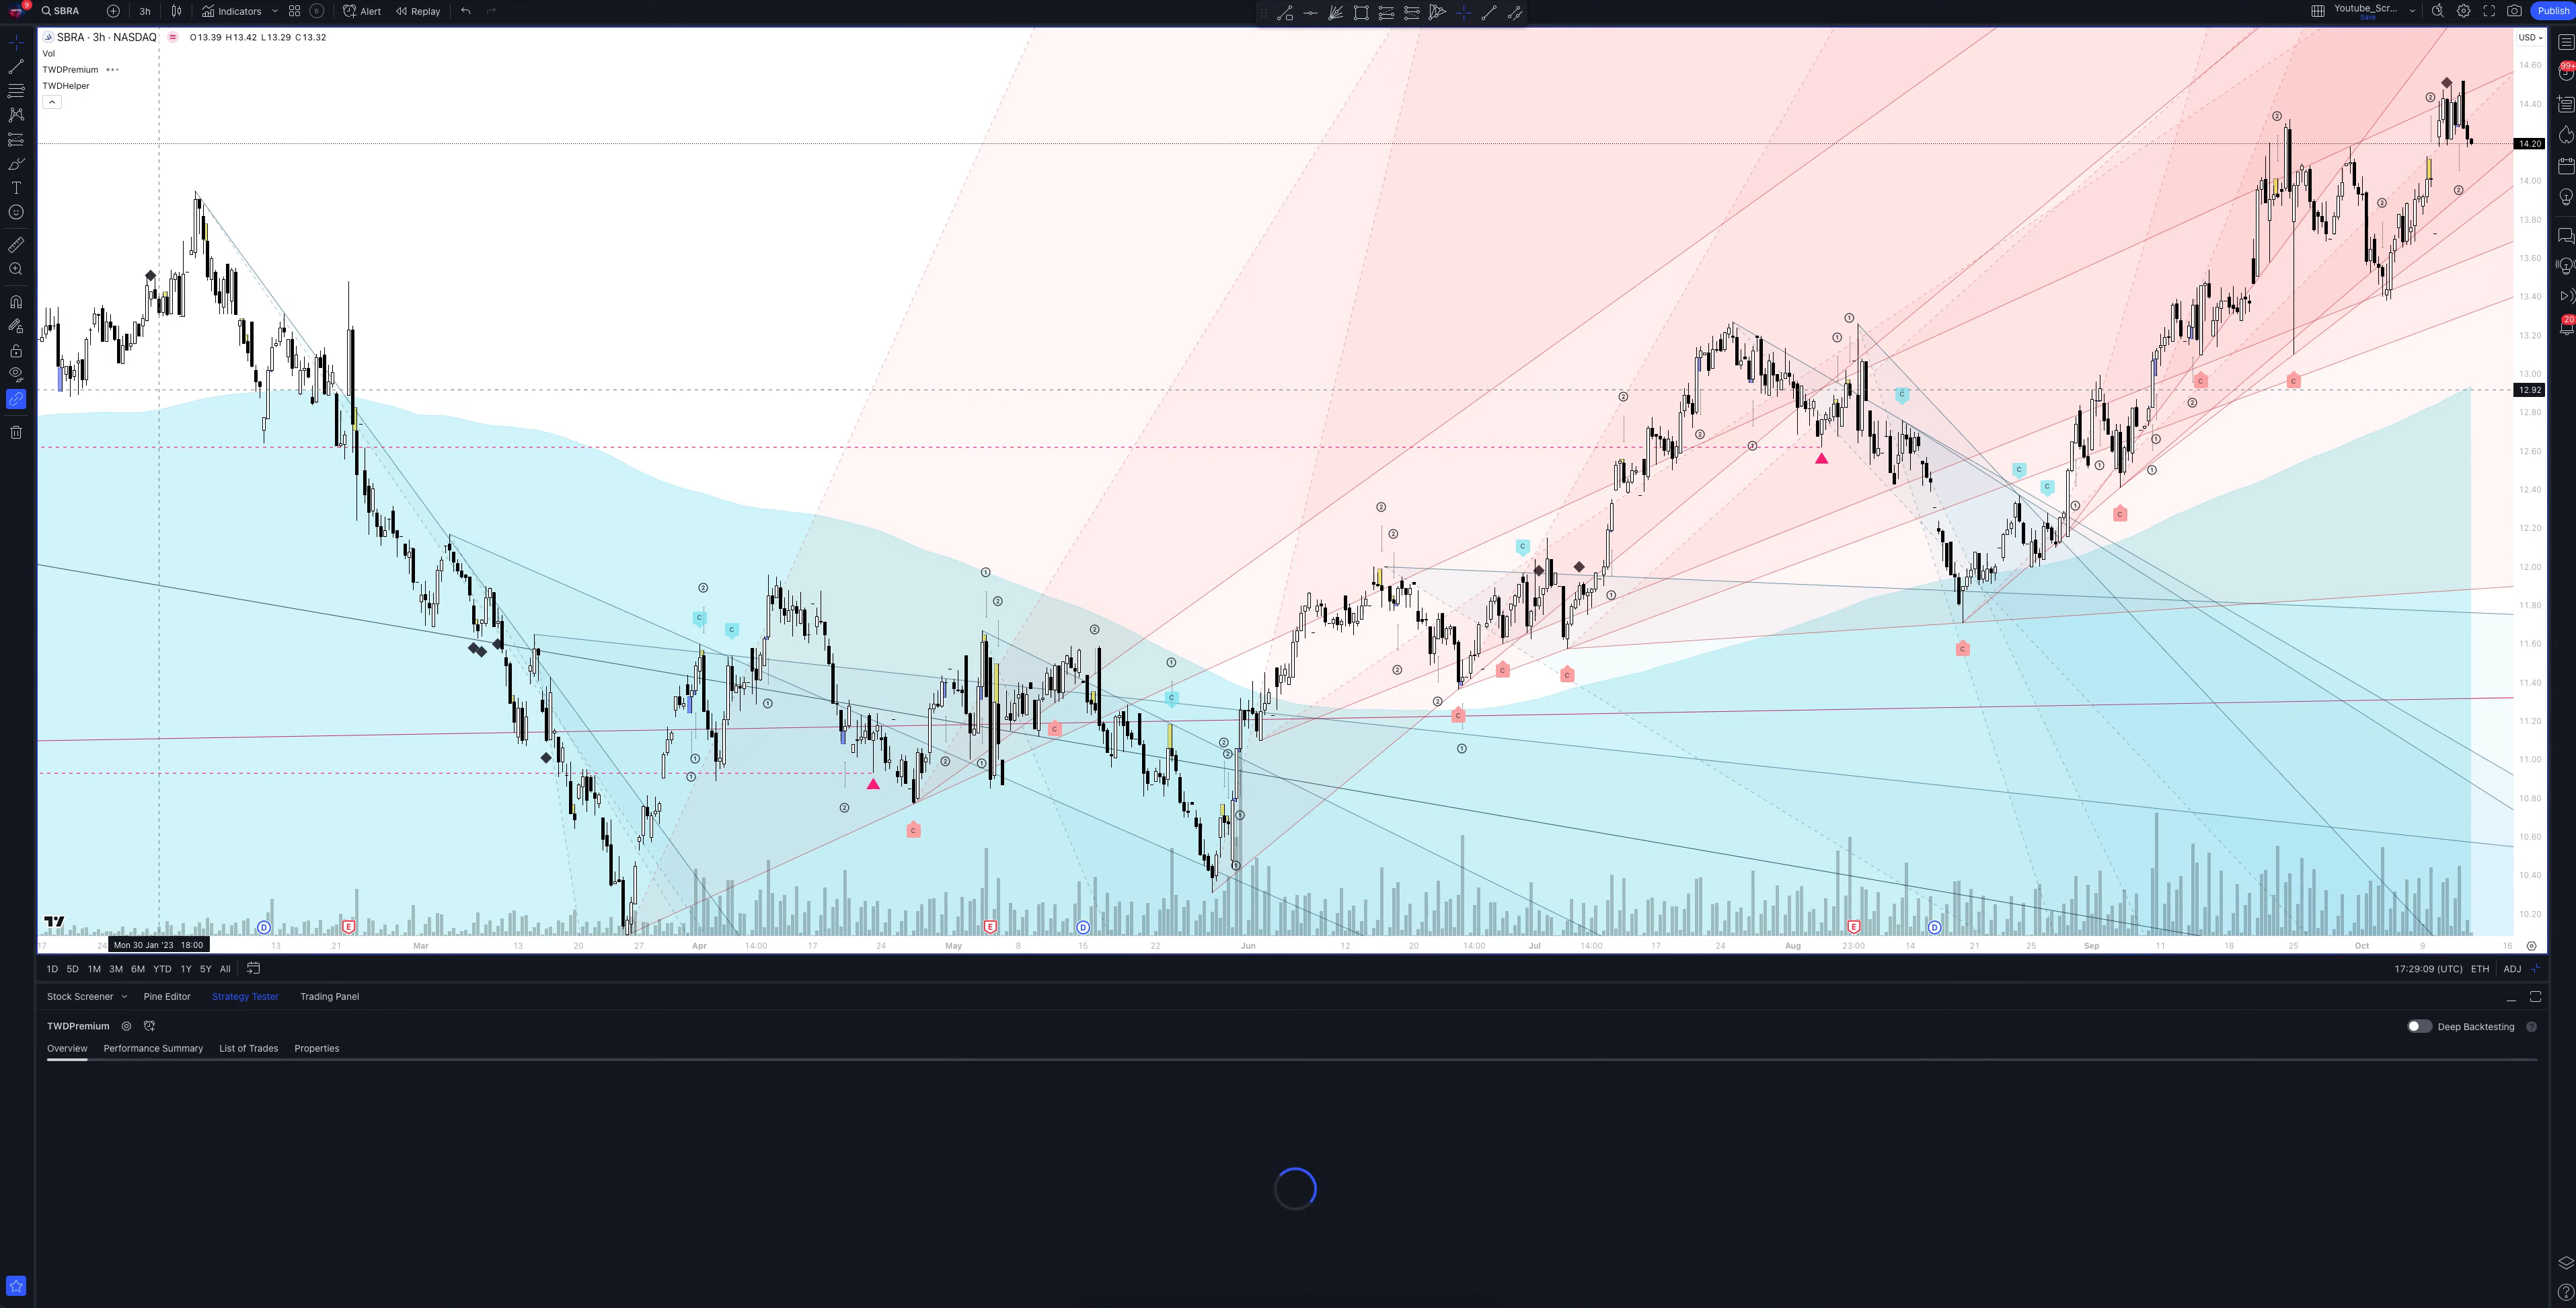 9 SBRA 3h Indicators Alert Replay Youtube_Scr... Save Publish
SBRA · 3h · NASDAQ O13.39 H13.42 L13.29 C13.32 USD
Vol
TWDPremium
TWDHelper
99+
20
14.60
14.40
14.20
14.00
13.80
13.60
13.40
13.20
13.00
12.92
12.80
12.60
12.40
12.20
12.00
11.80
11.60
11.40
11.20
11.00
10.80
10.60
10.40
10.20
D E E D E D
17 24 Mon 30 Jan '23 18:00 13 21 Mar 13 20 27 Apr 14:00 17 24 May 8 15 22 Jun 12 20 14:00 Jul 14:00 17 24 Aug 23:00 14 21 25 Sep 11 18 25 Oct 9 16
1D 5D 1M 3M 6M YTD 1Y 5Y All 17:29:09 (UTC) ETH ADJ
Stock Screener Pine Editor Strategy Tester Trading Panel
TWDPremium Deep Backtesting
Overview Performance Summary List of Trades Properties